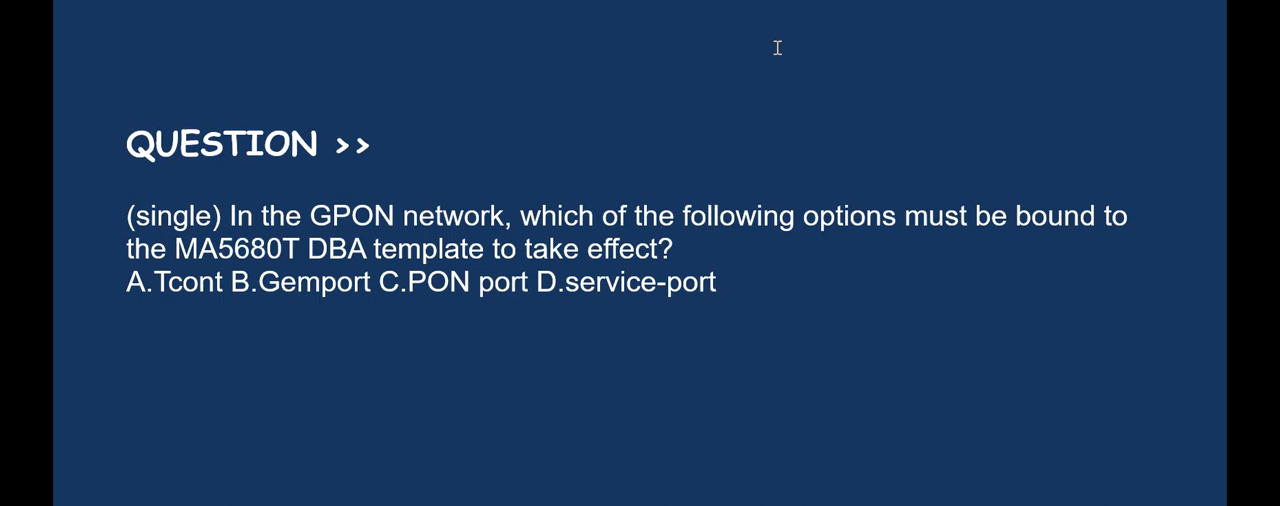 QUESTION >>
(single) In the GPON network, which of the following options must be bound to
the MA5680T DBA template to take effect?
A.Tcont B.Gemport C.PON port D.service-port